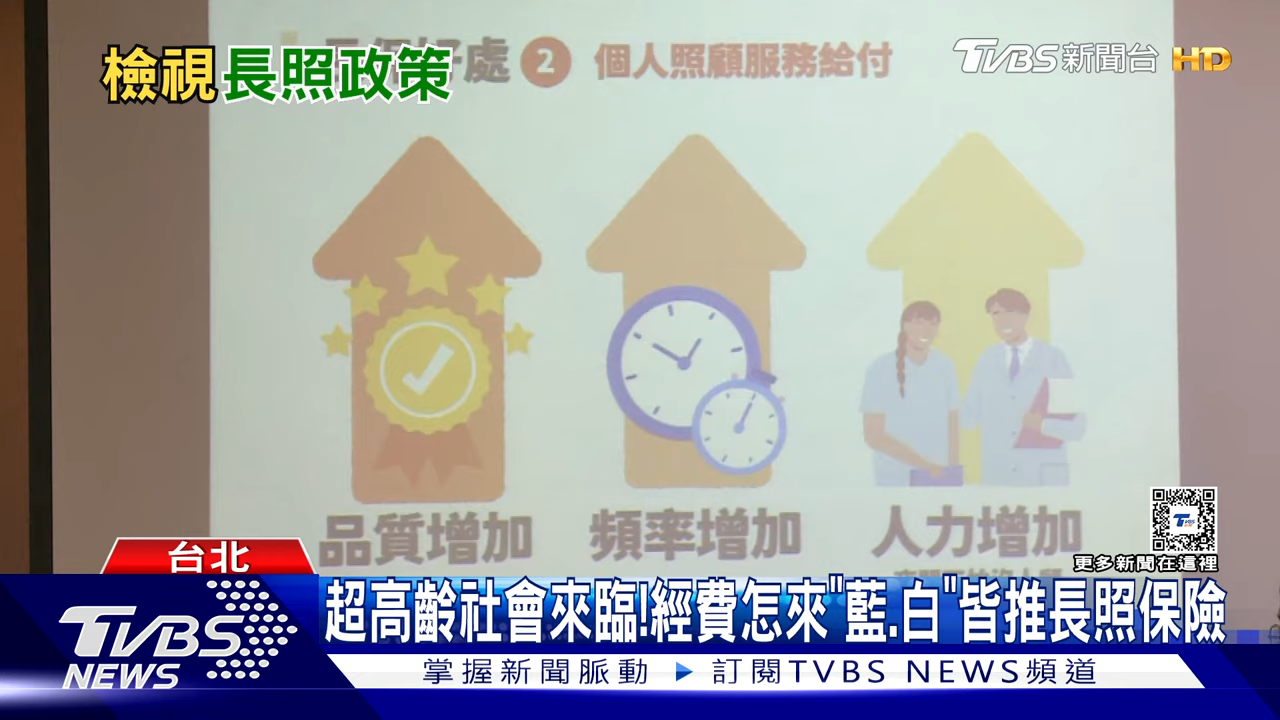 檢視長照政策
處 2 個人照顧服務給付
TVBS新聞台 HD
品質增加
頻率增加
人力增加
更多新聞在這裡
台北
超高齡社會來臨!經費怎來"藍.白"皆推長照保險
TVBS NEWS
掌握新聞脈動 ▶ 訂閱TVBS NEWS頻道